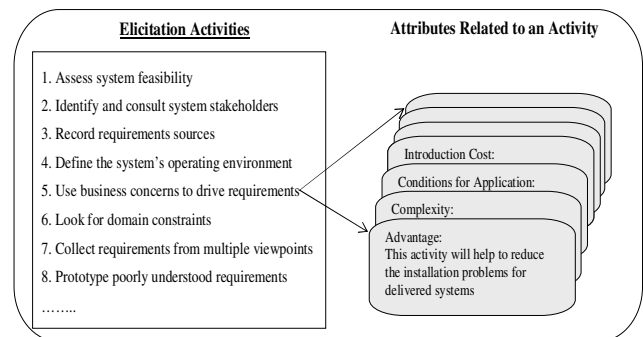 Elicitation Activities
Attributes Related to an Activity
1. Assess system feasibility
2. Identify and consult system stakeholders
3. Record requirements sources
4. Define the system's operating environment
5. Use business concerns to drive requirements
6. Look for domain constraints
7. Collect requirements from multiple viewpoints
8. Prototype poorly understood requirements
……..
Introduction Cost:
Conditions for Application:
Complexity:
Advantage:
This activity will help to reduce
the installation problems for
delivered systems